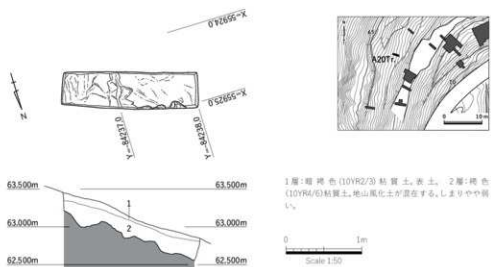 X=55924.0
X=55925.0
Y=84237.0
Y=84238.0
N
A20Tr.
65
70
0 10m
63.500m 63.500m
1
63.000m 63.000m
2
62.500m 62.500m
1層:暗褐色(10YR2/3)粘質土。表土。 2層:褐色
(10YR4/6)粘質土。地山風化土が混在する。しまりやや弱
い。
0 1m
Scale 1:50